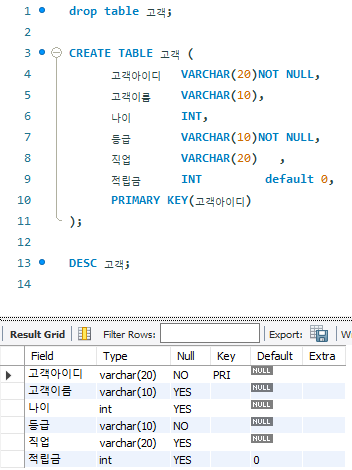 1 drop table 고객;
2
3 CREATE TABLE 고객 (
4 고객아이디 VARCHAR(20)NOT NULL,
5 고객이름 VARCHAR(10),
6 나이 INT,
7 등급 VARCHAR(10)NOT NULL,
8 직업 VARCHAR(20) ,
9 적립금 INT default 0,
10 PRIMARY KEY(고객아이디)
11 );
12
13 DESC 고객;
14
Result Grid Filter Rows: Export:
Field Type Null Key Default Extra
고객아이디 varchar(20) NO PRI NULL
고객이름 varchar(10) YES NULL
나이 int YES NULL
등급 varchar(10) NO NULL
직업 varchar(20) YES NULL
적립금 int YES 0